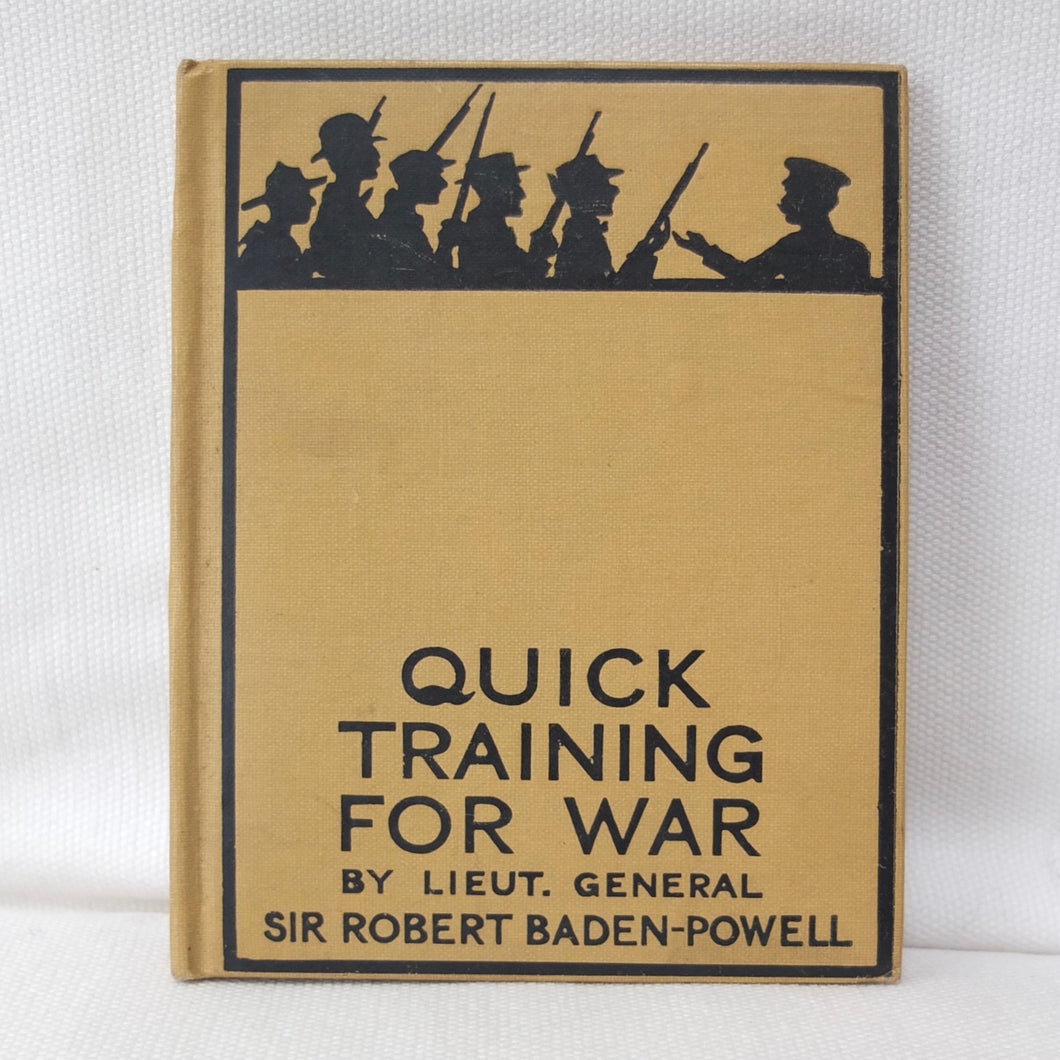 QUICK
TRAINING
FOR WAR
BY LIEUT. GENERAL
SIR ROBERT BADEN-POWELL